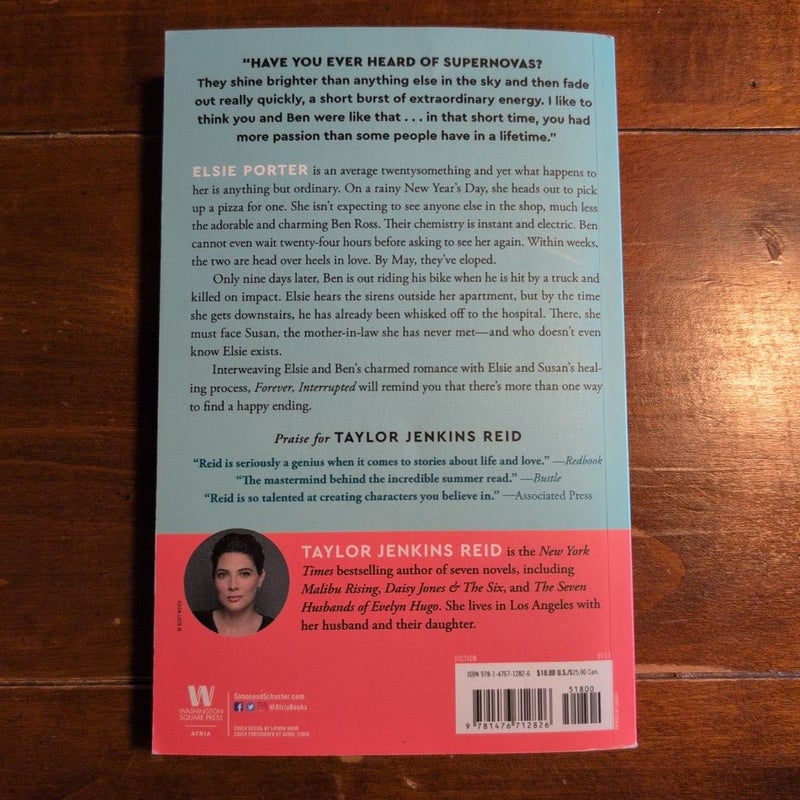 “HAVE YOU EVER HEARD OF SUPERNOVAS?
They shine brighter than anything else in the sky and then fade
out really quickly, a short burst of extraordinary energy. I like to
think you and Ben were like that . . . in that short time, you had
more passion than some people have in a lifetime.”
ELSIE PORTER is an average twentysomething and yet what happens to
her is anything but ordinary. On a rainy New Year’s Day, she heads out to pick
up a pizza for one. She isn’t expecting to see anyone else in the shop, much less
the adorable and charming Ben Ross. Their chemistry is instant and electric. Ben
cannot even wait twenty-four hours before asking to see her again. Within weeks,
the two are head over heels in love. By May, they’ve eloped.
Only nine days later, Ben is out riding his bike when he is hit by a truck and
killed on impact. Elsie hears the sirens outside her apartment, but by the time
she gets downstairs, he has already been whisked off to the hospital. There, she
must face Susan, the mother-in-law she has never met—and who doesn’t even
know Elsie exists.
Interweaving Elsie and Ben’s charmed romance with Elsie and Susan’s heal-
ing process, Forever, Interrupted will remind you that there’s more than one way
to find a happy ending.
Praise for TAYLOR JENKINS REID
“Reid is seriously a genius when it comes to stories about life and love.” —Redbook
“The mastermind behind the incredible summer read.” —Bustle
“Reid is so talented at creating characters you believe in.” —Associated Press
TAYLOR JENKINS REID is the New York
Times bestselling author of seven novels, including
Malibu Rising, Daisy Jones & The Six, and The Seven
Husbands of Evelyn Hugo. She lives in Los Angeles with
her husband and their daughter.
FICTION 0713
ISBN 978-1-4767-1282-6 $18.00 U.S./$25.00 Can.
51800
9 781476 712826
W
WASHINGTON
SQUARE PRESS
ATRIA
SimonandSchuster.com
@AtriaBooks
COVER DESIGN BY
COVER PHOTOGRAPH BY